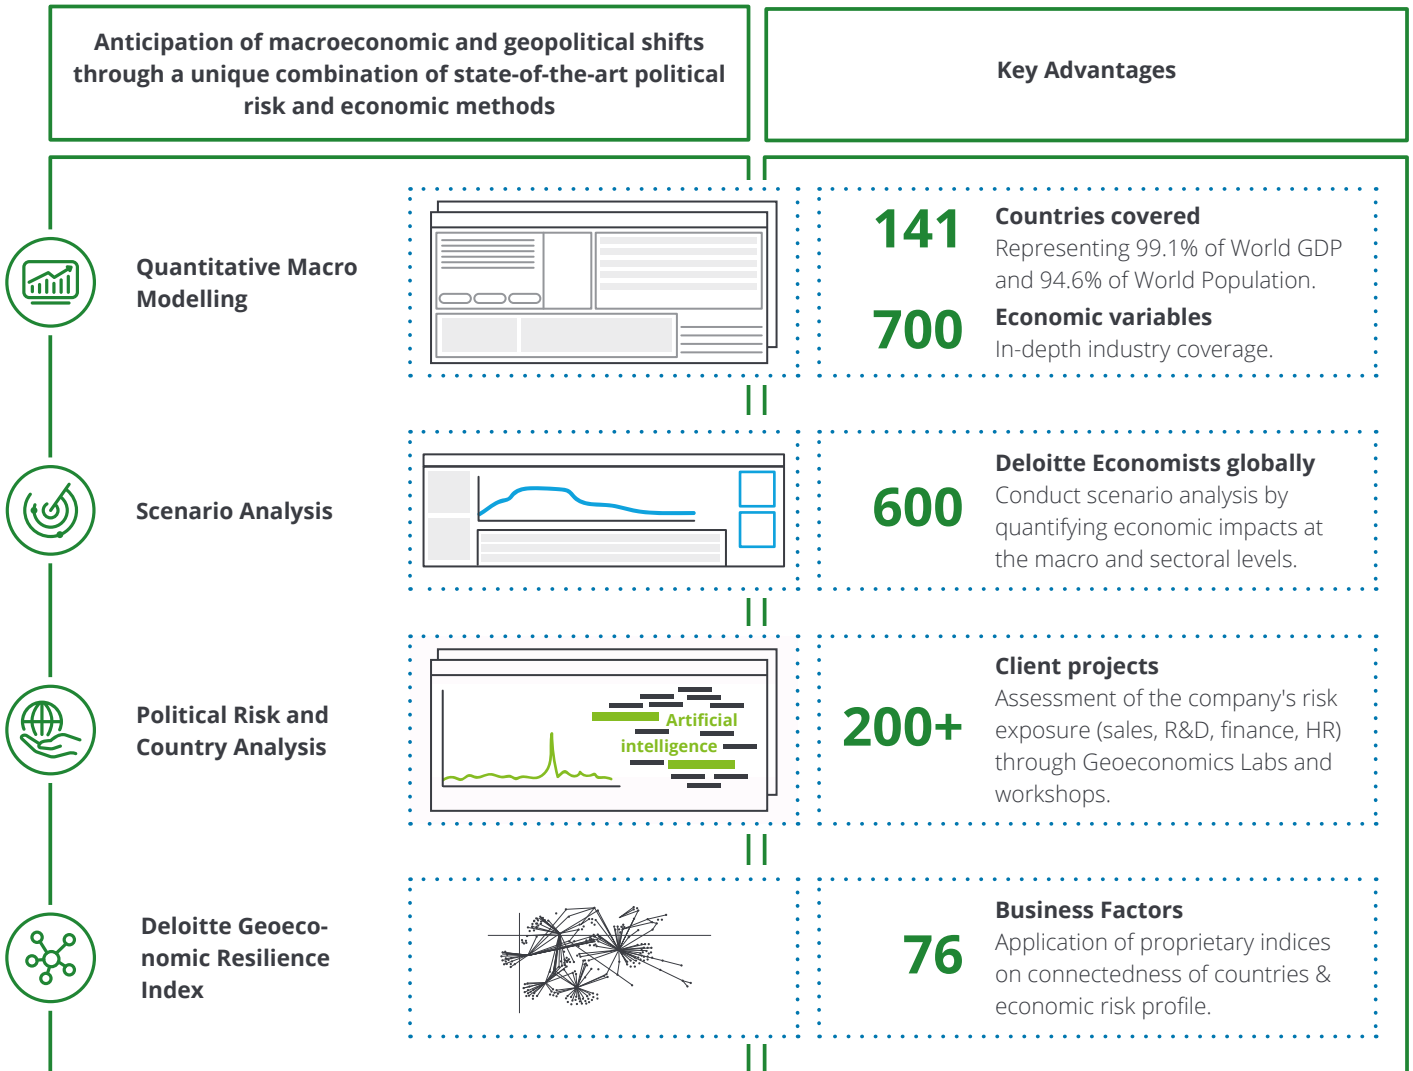 Anticipation of macroeconomic and geopolitical shifts
through a unique combination of state-of-the-art political
risk and economic methods
Key Advantages
Quantitative Macro
Modelling
141
Countries covered
Representing 99.1% of World GDP
and 94.6% of World Population.
700
Economic variables
In-depth industry coverage.
Scenario Analysis
600
Deloitte Economists globally
Conduct scenario analysis by
quantifying economic impacts at
the macro and sectoral levels.
Political Risk and
Country Analysis
Artificial
intelligence
200+
Client projects
Assessment of the company's risk
exposure (sales, R&D, finance, HR)
through Geoeconomics Labs and
workshops.
Deloitte Geoeco-
nomic Resilience
Index
76
Business Factors
Application of proprietary indices
on connectedness of countries &
economic risk profile.